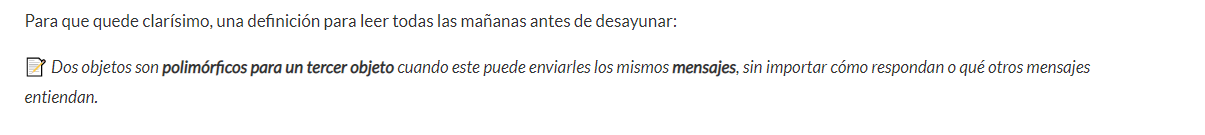 Para que quede clarísimo, una definición para leer todas las mañanas antes de desayunar:
📝 Dos objetos son polimórficos para un tercer objeto cuando este puede enviarles los mismos mensajes, sin importar cómo respondan o qué otros mensajes
entiendan.